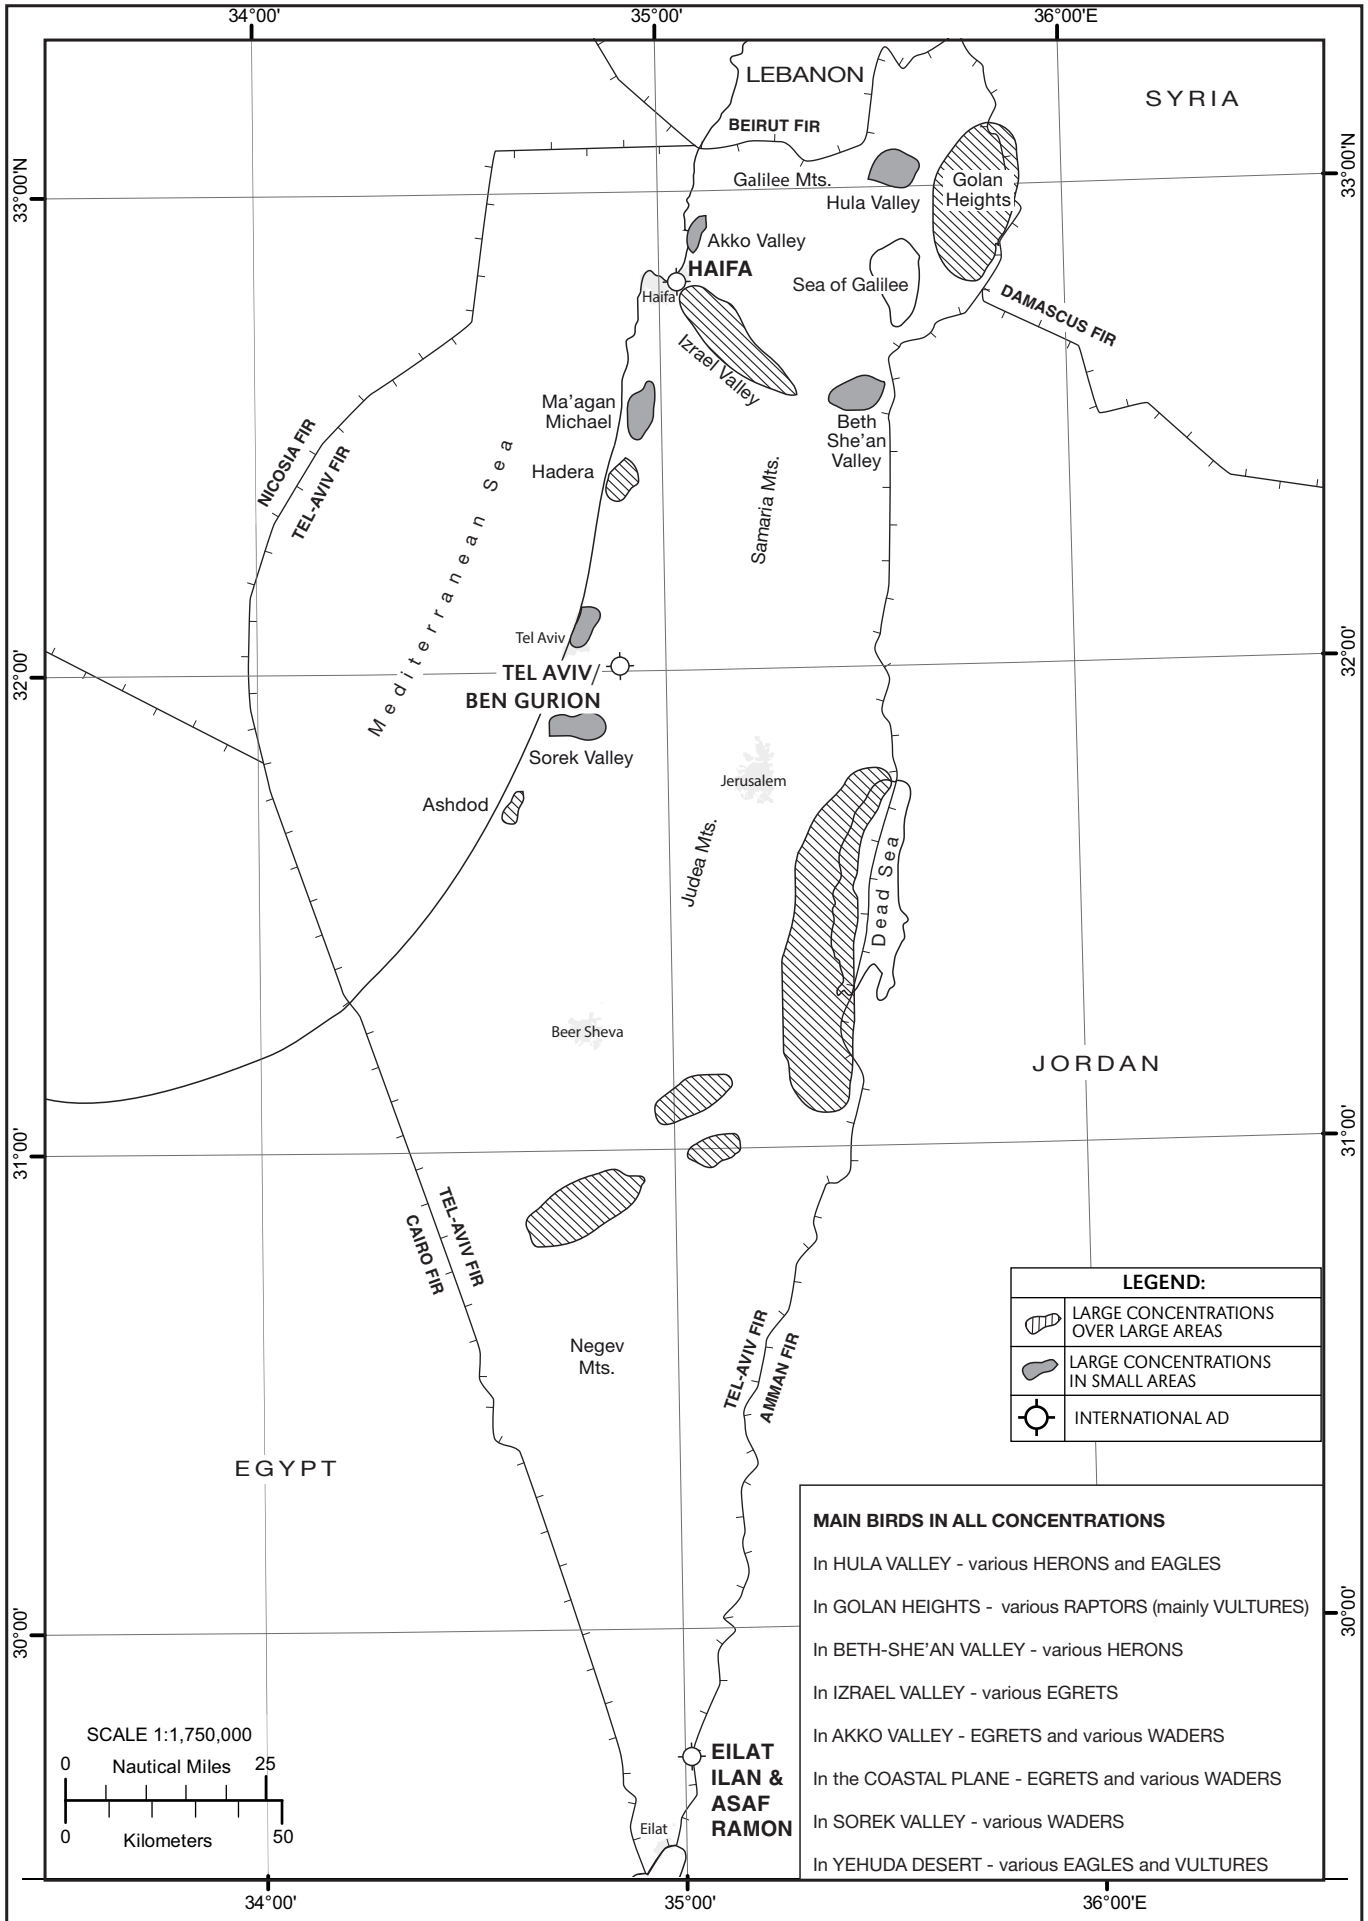 34°00'
35°00'
36°00'E
LEBANON
SYRIA
BEIRUT FIR
33°00'N
33°00'N
Galilee Mts.
Hula Valley
Golan
Heights
Akko Valley
HAIFA
Haifa
Sea of Galilee
DAMASCUS FIR
Izrael Valley
Ma'agan
Michael
Beth
She'an
Valley
Hadera
NICOSIA FIR
TEL-AVIV FIR
Mediterranean Sea
Samaria Mts.
Tel Aviv
32°00'
32°00'
TEL AVIV/
BEN GURION
Sorek Valley
Jerusalem
Ashdod
Judea Mts.
Dead Sea
Beer Sheva
JORDAN
31°00'
31°00'
TEL-AVIV FIR
CAIRO FIR
LEGEND:
LARGE CONCENTRATIONS
OVER LARGE AREAS
LARGE CONCENTRATIONS
IN SMALL AREAS
INTERNATIONAL AD
Negev
Mts.
TEL-AVIV FIR
AMMAN FIR
EGYPT
MAIN BIRDS IN ALL CONCENTRATIONS
In HULA VALLEY - various HERONS and EAGLES
In GOLAN HEIGHTS - various RAPTORS (mainly VULTURES)
In BETH-SHE'AN VALLEY - various HERONS
In IZRAEL VALLEY - various EGRETS
In AKKO VALLEY - EGRETS and various WADERS
In the COASTAL PLANE - EGRETS and various WADERS
In SOREK VALLEY - various WADERS
In YEHUDA DESERT - various EAGLES and VULTURES
30°00'
30°00'
SCALE 1:1,750,000
0 Nautical Miles 25
0 Kilometers 50
EILAT
ILAN &
ASAF
RAMON
Eilat
34°00'
35°00'
36°00'E